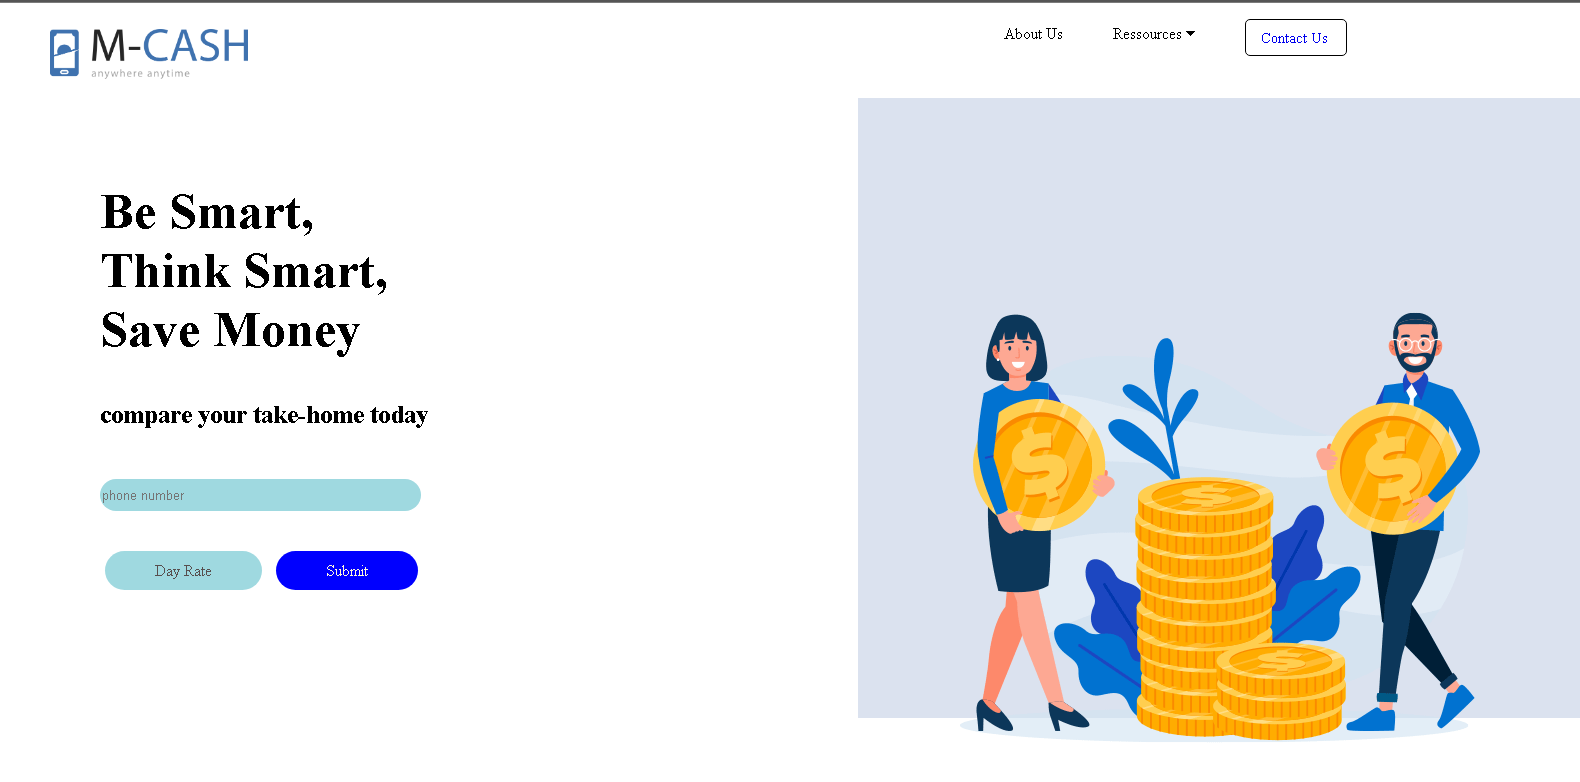 M-CASH
anywhere anytime
About Us
Ressources
Contact Us
Be Smart,
Think Smart,
Save Money
compare your take-home today
phone number
Day Rate
Submit